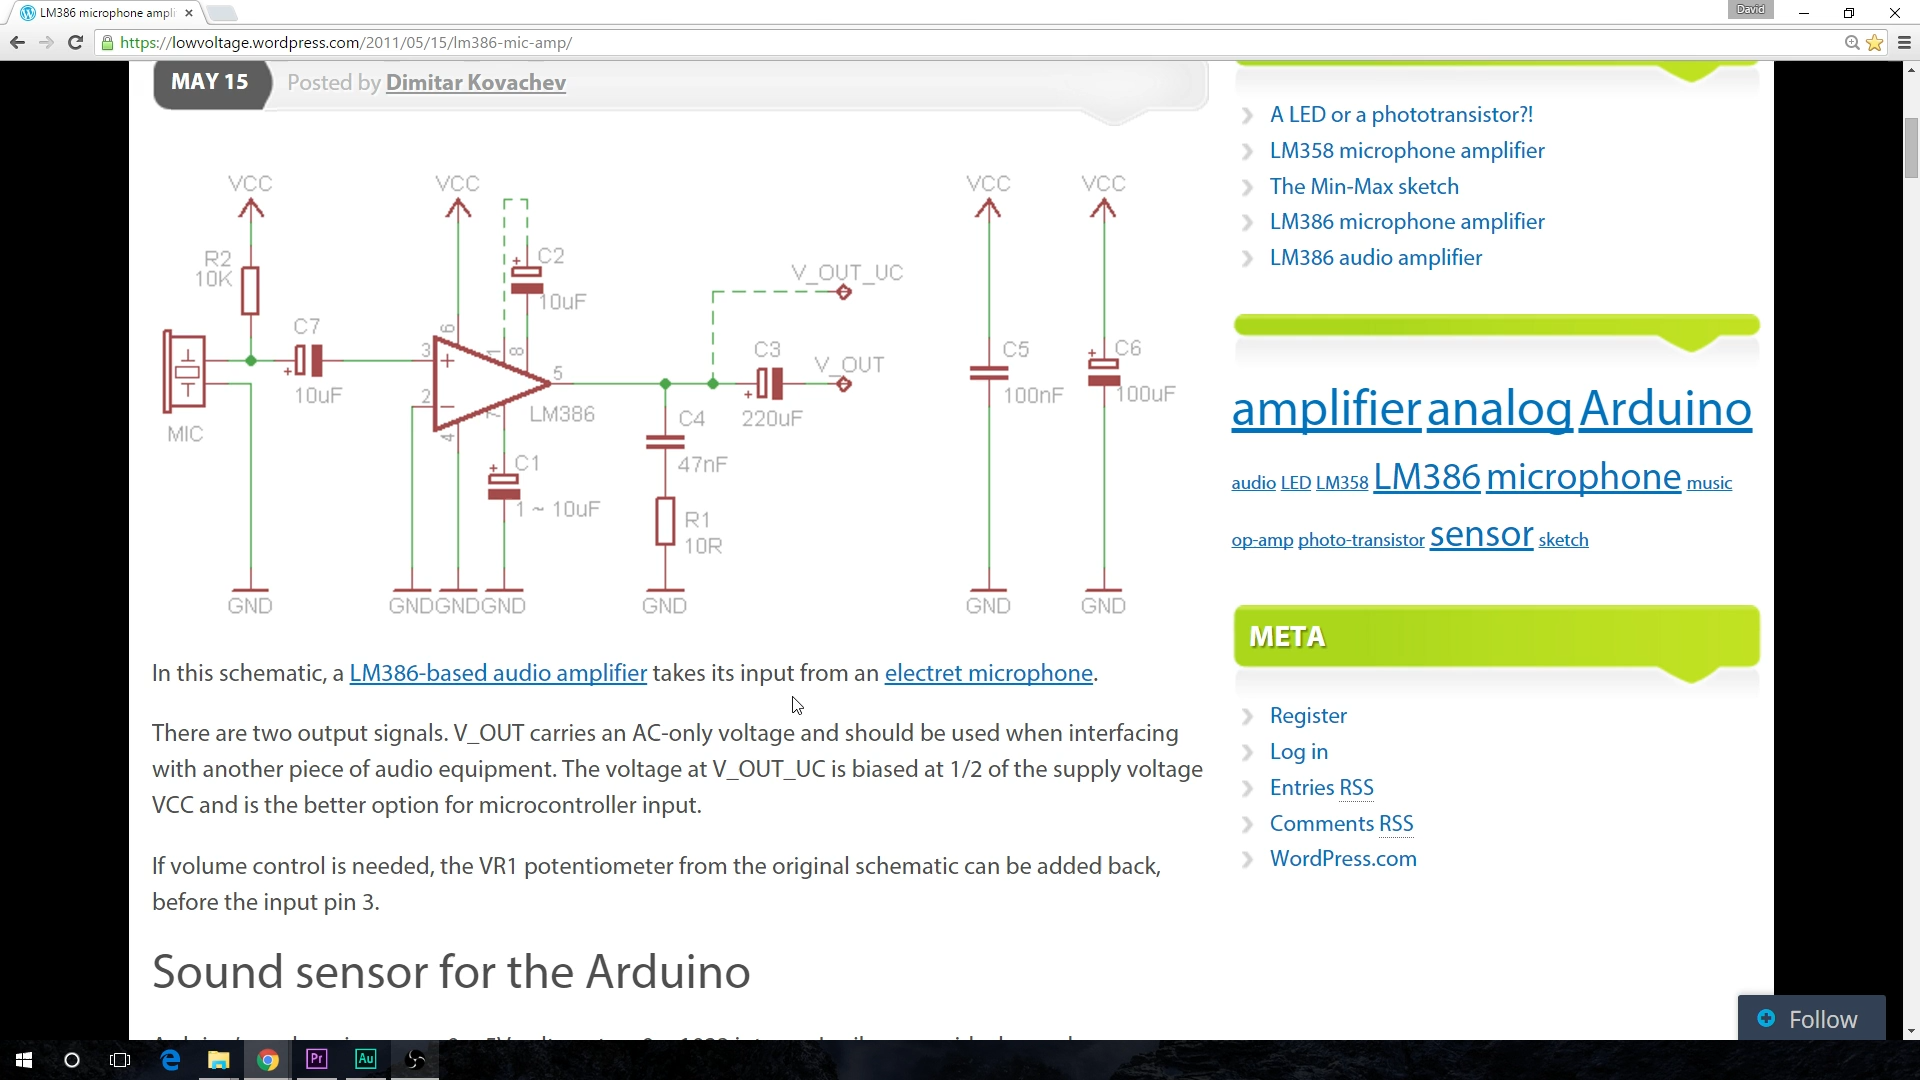 LM386 microphone ampli
David
https://lowvoltage.wordpress.com/2011/05/15/lm386-mic-amp/
MAY 15
Posted by Dimitar Kovachev
VCC
VCC
VCC
VCC
R2
10K
C2
10uF
V_OUT_UC
C7
10uF
3
+
6
1
8
2
-
7
4
5
LM386
C3
220uF
V_OUT
C5
100nF
C6
100uF
MIC
C4
47nF
C1
1 ~ 10uF
R1
10R
GND
GND
GND
GND
GND
GND
GND
In this schematic, a LM386-based audio amplifier takes its input from an electret microphone.
There are two output signals. V_OUT carries an AC-only voltage and should be used when interfacing
with another piece of audio equipment. The voltage at V_OUT_UC is biased at 1/2 of the supply voltage
VCC and is the better option for microcontroller input.
If volume control is needed, the VR1 potentiometer from the original schematic can be added back,
before the input pin 3.
Sound sensor for the Arduino
A LED or a phototransistor?!
LM358 microphone amplifier
The Min-Max sketch
LM386 microphone amplifier
LM386 audio amplifier
amplifier analog Arduino
audio LED LM358 LM386 microphone music
op-amp photo-transistor sensor sketch
META
Register
Log in
Entries RSS
Comments RSS
WordPress.com
Follow
Pr
Au